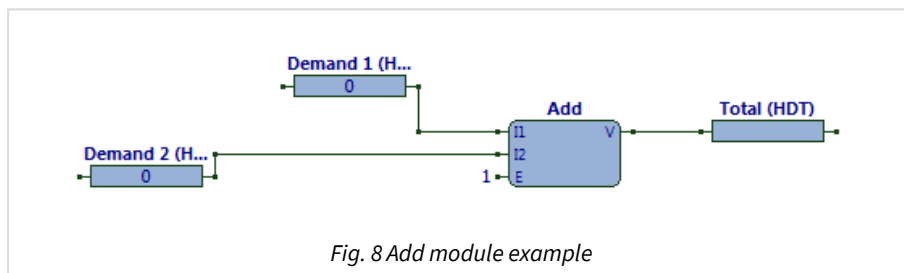 Demand 1 (H...
0
Add
Total (HDT)
I1
V
Demand 2 (H...
I2
0
1
E
Fig. 8 Add module example